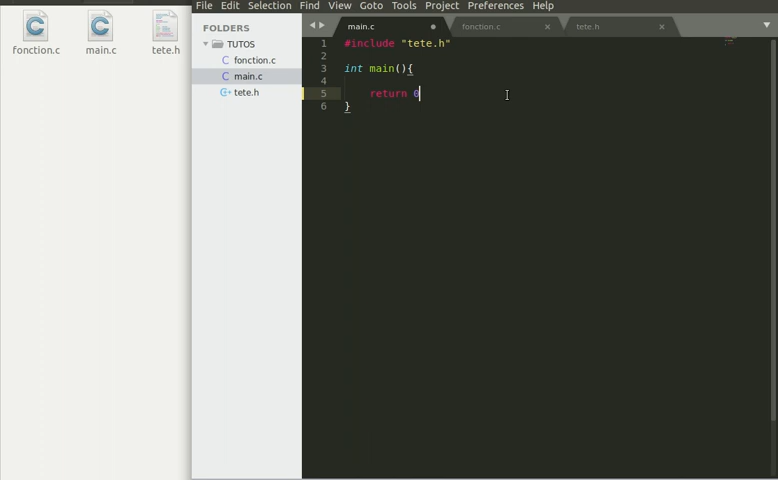 File Edit Selection Find View Goto Tools Project Preferences Help
fonction.c main.c tete.h
FOLDERS
TUTOS
fonction.c
main.c
tete.h
main.c fonction.c tete.h
1 #include "tete.h"
2
3 int main(){
4
5 return 0
6 }